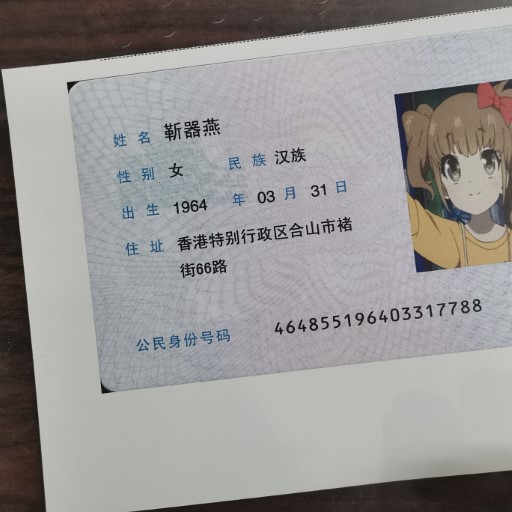 姓名 靳器燕
性别 女 民族 汉族
出生 1964 年 03 月 31 日
住址 香港特别行政区合山市褚
街66路
公民身份号码 464855196403317788